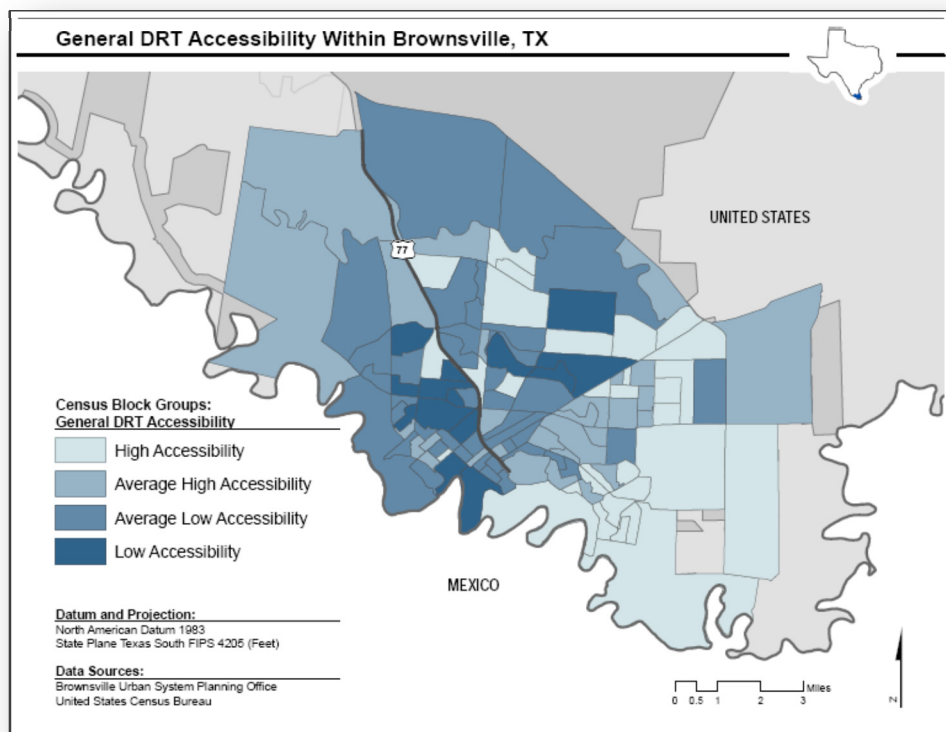 General DRT Accessibility Within Brownsville, TX
UNITED STATES
77
Census Block Groups:
General DRT Accessibility
High Accessibility
Average High Accessibility
Average Low Accessibility
Low Accessibility
MEXICO
Datum and Projection:
North American Datum 1983
State Plane Texas South FIPS 4205 (Feet)
Data Sources:
Brownsville Urban System Planning Office
United States Census Bureau
Miles
0 0.5 1 2 3
N